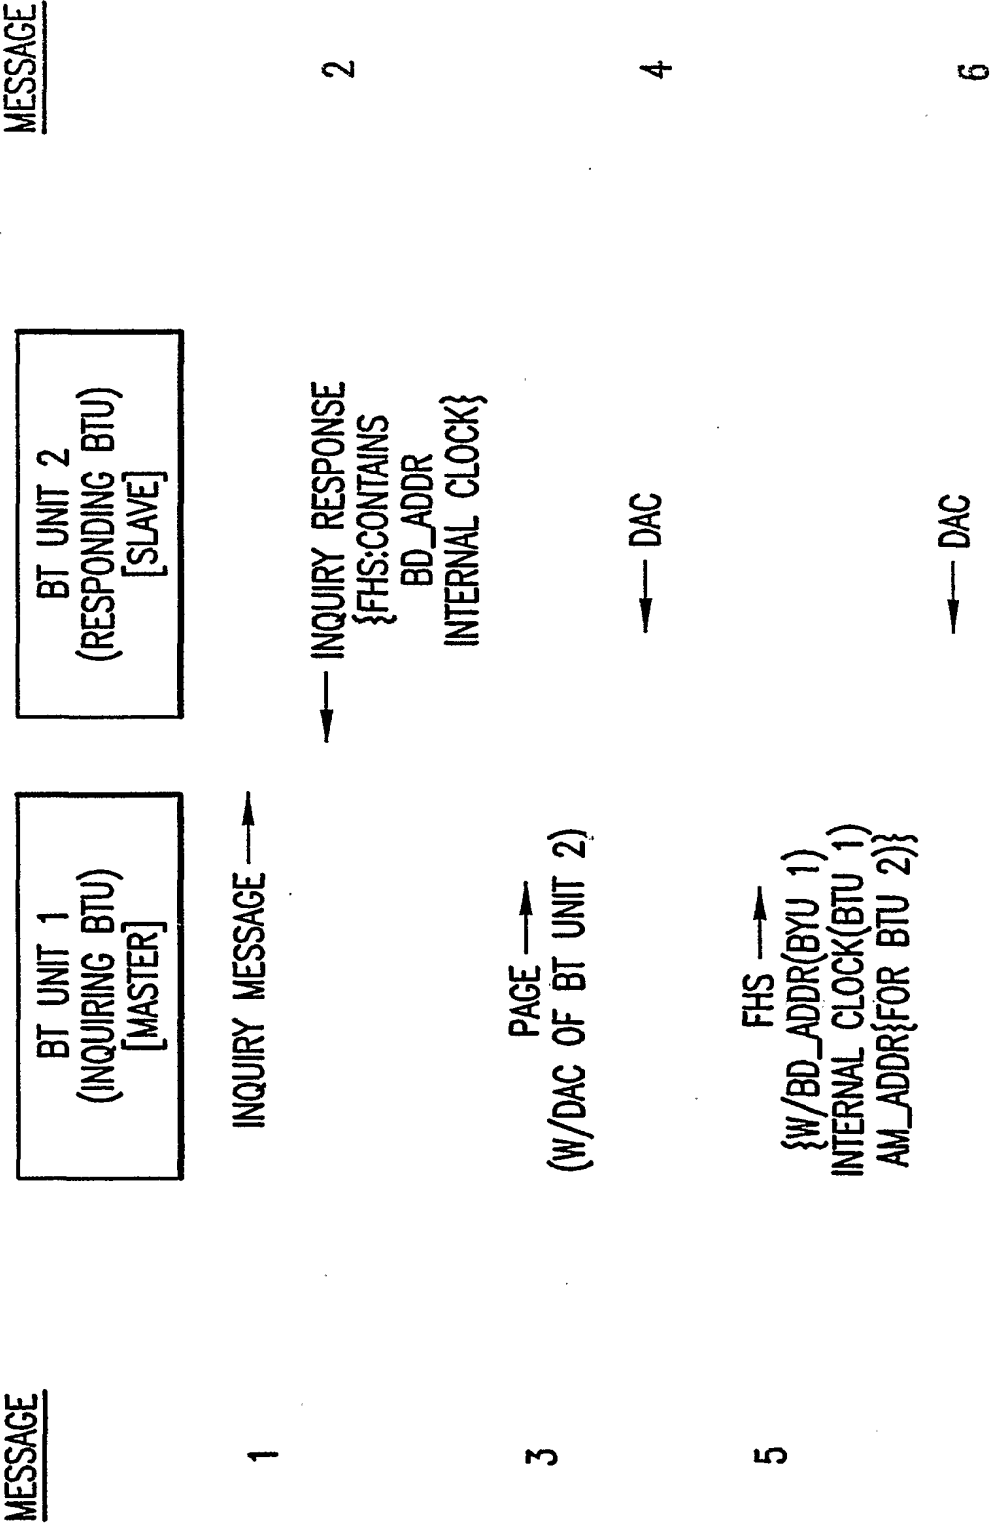 MESSAGE
BT UNIT 1
(INQUIRING BTU)
[MASTER]
BT UNIT 2
(RESPONDING BTU)
[SLAVE]
MESSAGE
1
INQUIRY MESSAGE
INQUIRY RESPONSE
{FHS:CONTAINS
BD_ADDR
INTERNAL CLOCK}
2
3
PAGE
(W/DAC OF BT UNIT 2)
DAC
4
5
FHS
{W/BD_ADDR(BYU 1)
INTERNAL CLOCK(BTU 1)
AM_ADDR{FOR BTU 2)}
DAC
6